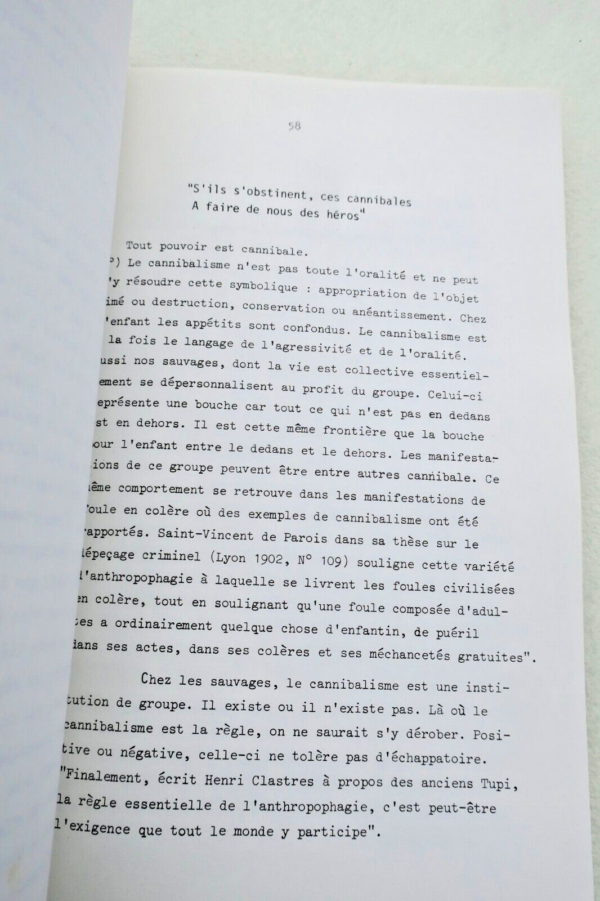 58
"S'ils s'obstinent, ces cannibales
A faire de nous des héros"
Tout pouvoir est cannibale.
°) Le cannibalisme n'est pas toute l'oralité et ne peut
'y résoudre cette symbolique : appropriation de l'objet
imé ou destruction, conservation ou anéantissement. Chez
'enfant les appétits sont confondus. Le cannibalisme est
la fois le langage de l'agressivité et de l'oralité.
ussi nos sauvages, dont la vie est collective essentiel-
ement se dépersonnalisent au profit du groupe. Celui-ci
eprésente une bouche car tout ce qui n'est pas en dedans
st en dehors. Il est cette même frontière que la bouche
our l'enfant entre le dedans et le dehors. Les manifesta-
ions de ce groupe peuvent être entre autres cannibale. Ce
ême comportement se retrouve dans les manifestations de
oule en colère où des exemples de cannibalisme ont été
rapportés. Saint-Vincent de Parois dans sa thèse sur le
épeçage criminel (Lyon 1902, N° 109) souligne cette variété
l'anthropophagie à laquelle se livrent les foules civilisées
en colère, tout en soulignant qu'une foule composée d'adul-
tes a ordinairement quelque chose d'enfantin, de puéril
dans ses actes, dans ses colères et ses méchancetés gratuites".
Chez les sauvages, le cannibalisme est une insti-
tution de groupe. Il existe ou il n'existe pas. Là où le
cannibalisme est la règle, on ne saurait s'y dérober. Posi-
tive ou négative, celle-ci ne tolère pas d'échappatoire.
"Finalement, écrit Henri Clastres à propos des anciens Tupi,
la règle essentielle de l'anthropophagie, c'est peut-être
l'exigence que tout le monde y participe".